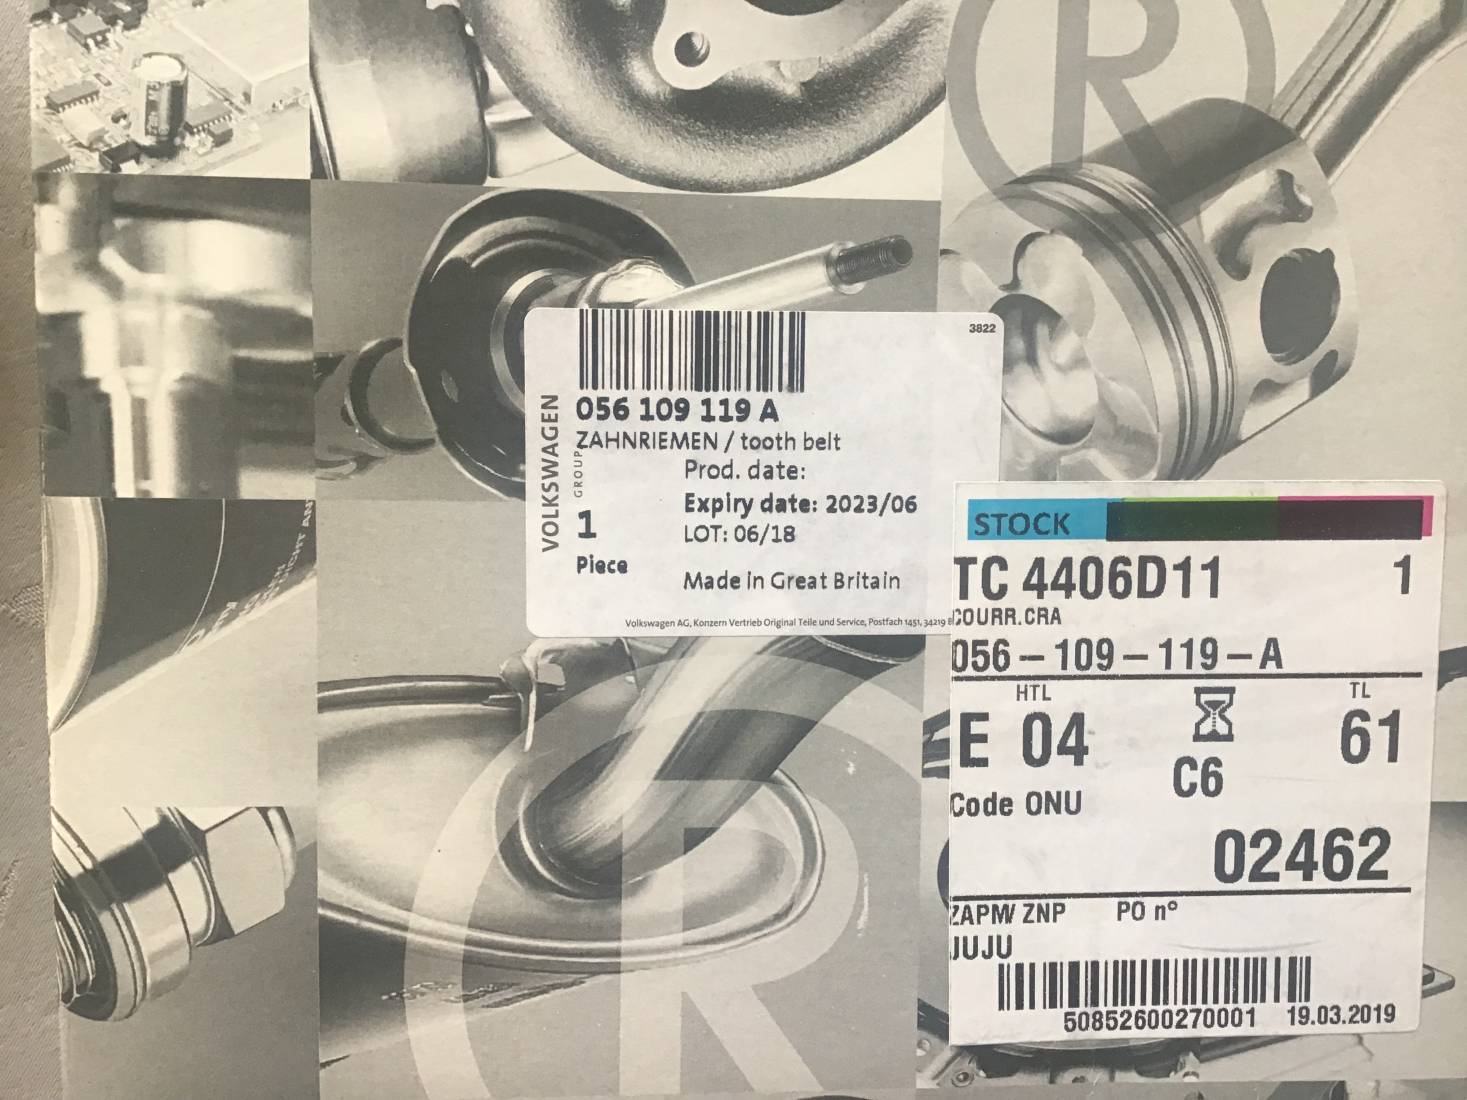 3822
VOLKSWAGEN
GROUP
056 109 119 A
ZAHNRIEMEN / tooth belt
Prod. date:
Expiry date: 2023/06
1
LOT: 06/18
Piece
Made in Great Britain
Volkswagen AG, Konzern Vertrieb Original Teile und Service, Postfach 1451, 34219
STOCK
TC 4406D11 1
COURR.CRA
056 – 109 – 119 – A
HTL TL
E 04 61
C6
Code ONU
02462
ZAPM/ ZNP PO n°
JUJU
50852600270001 19.03.2019
R
R